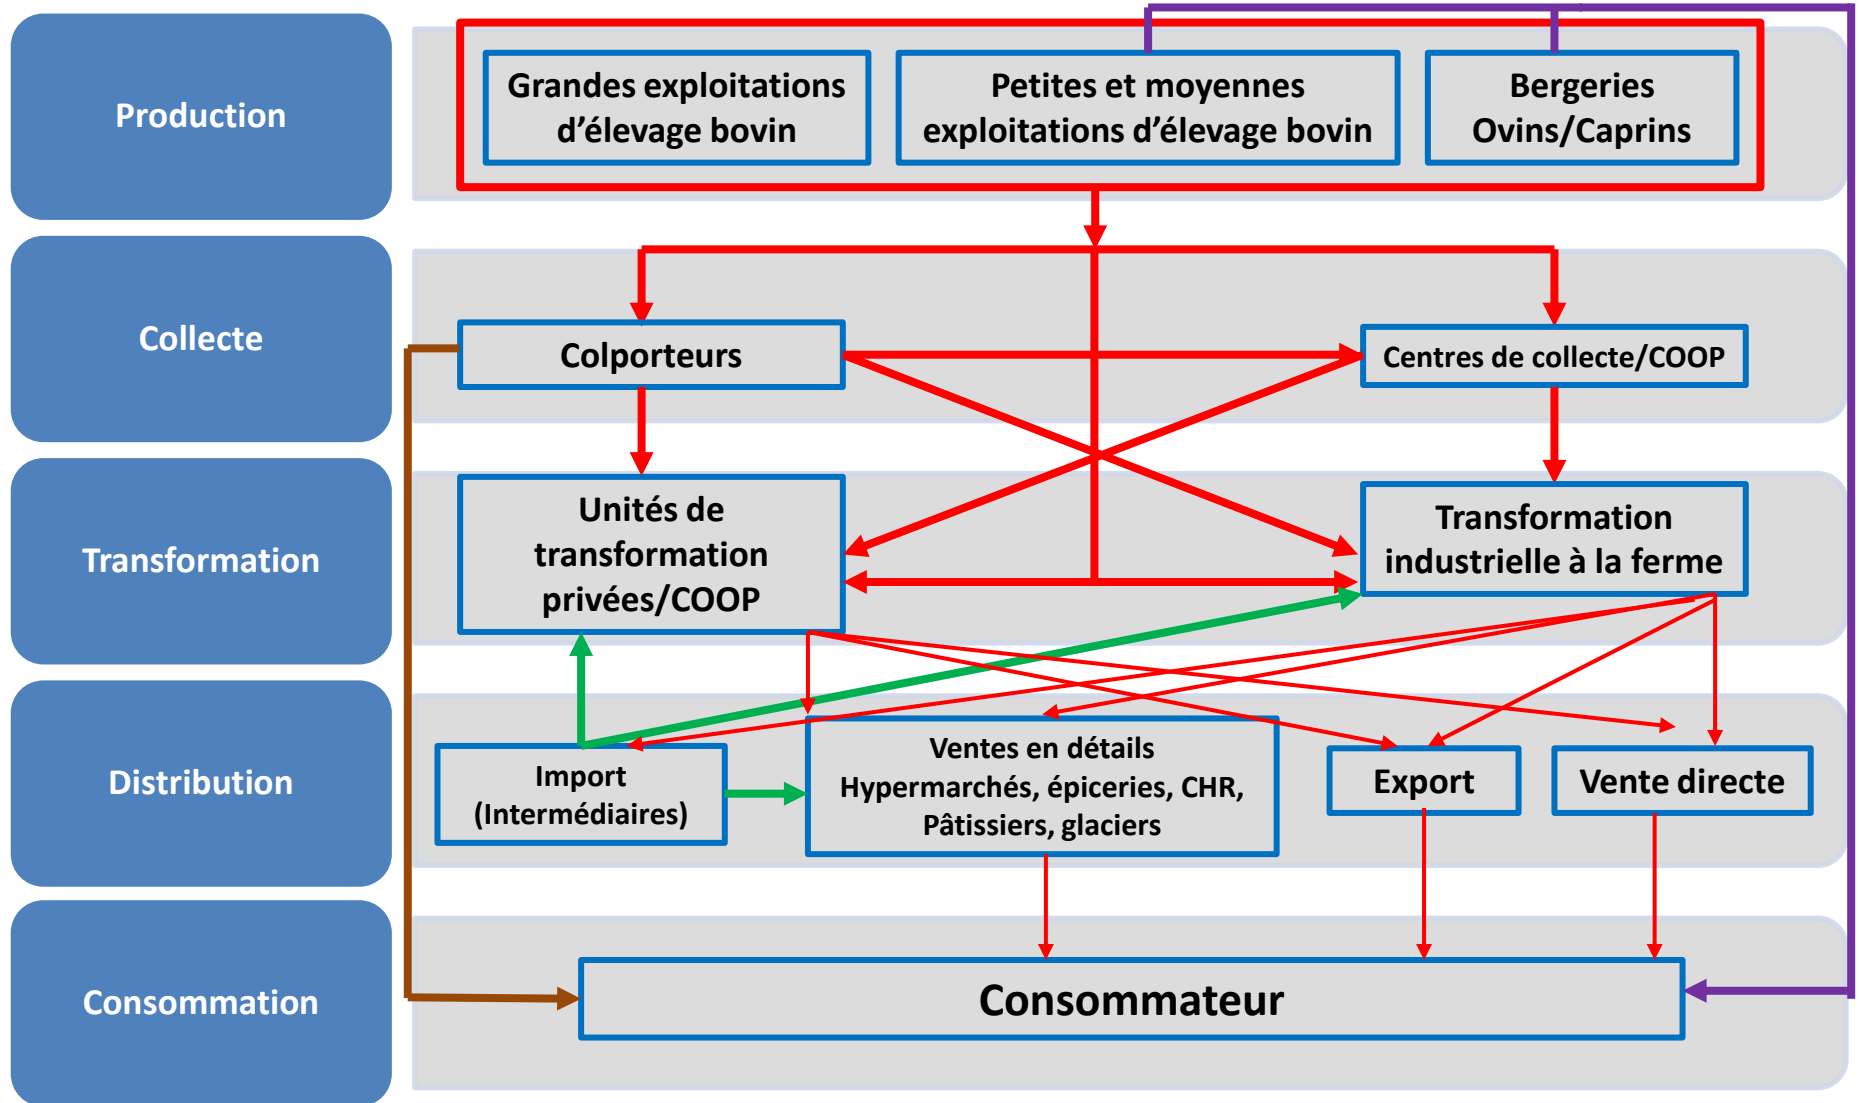 Production
Grandes exploitations
d’élevage bovin
Petites et moyennes
exploitations d’élevage bovin
Bergeries
Ovins/Caprins
Collecte
Colporteurs
Centres de collecte/COOP
Transformation
Unités de
transformation
privées/COOP
Transformation
industrielle à la ferme
Distribution
Import
(Intermédiaires)
Ventes en détails
Hypermarchés, épiceries, CHR,
Pâtissiers, glaciers
Export
Vente directe
Consommation
Consommateur